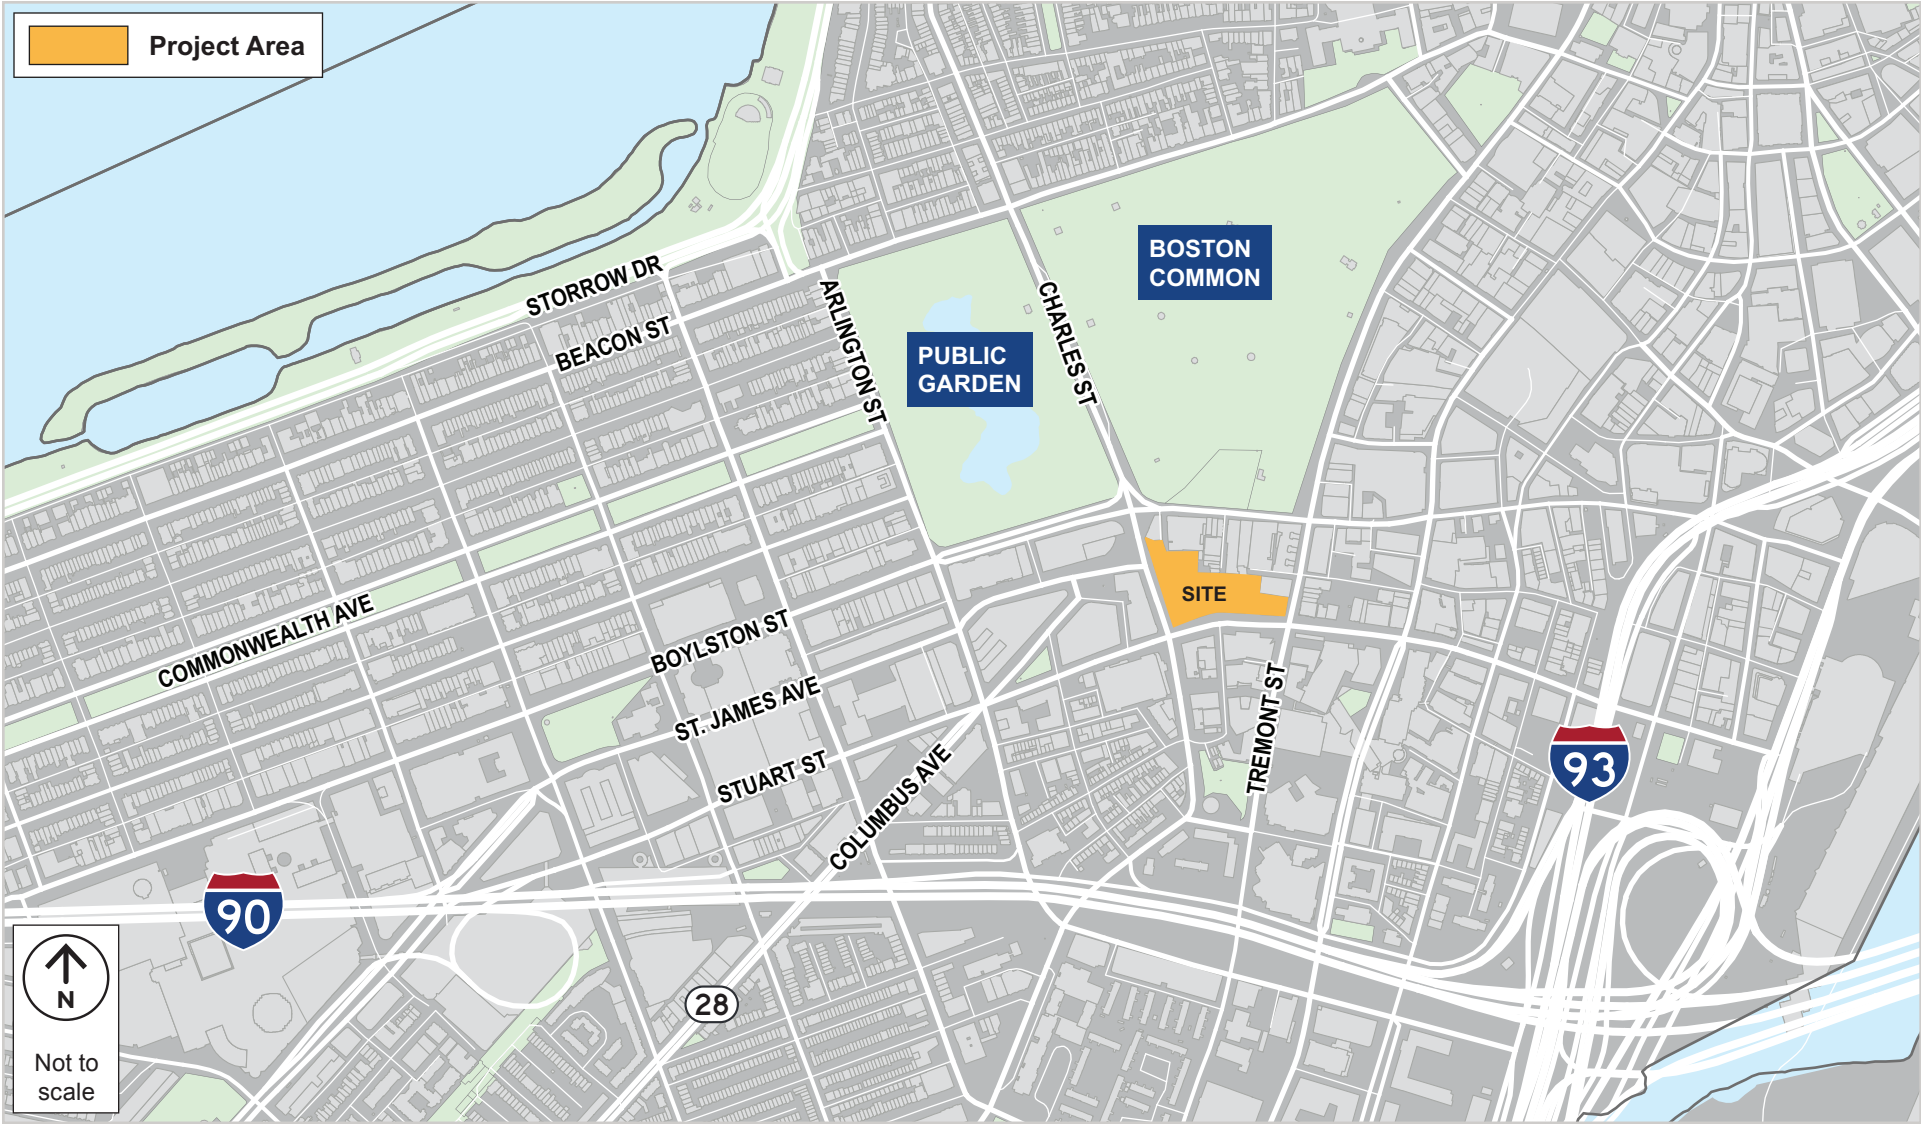 Project Area
STORROW DR
BEACON ST
ARLINGTON ST
CHARLES ST
BOSTON
COMMON
PUBLIC
GARDEN
COMMONWEALTH AVE
BOYLSTON ST
ST. JAMES AVE
STUART ST
COLUMBUS AVE
SITE
TREMONT ST
93
90
28
N
Not to
scale